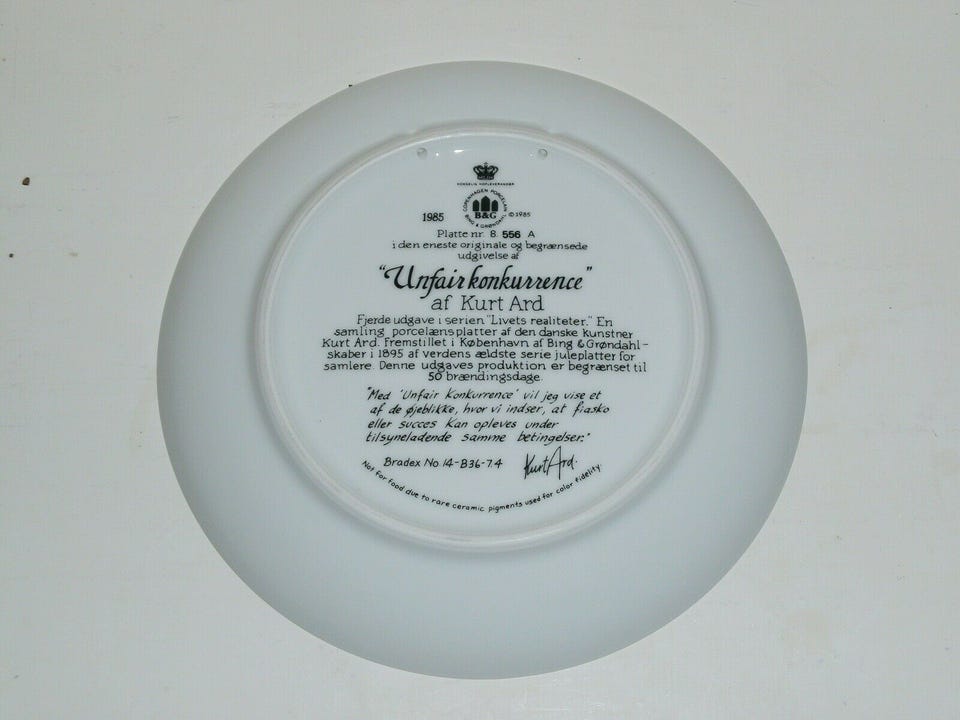 KONGELIG HOFLEVERANDØR
COPENHAGEN PORCELAIN
B&G
BING & GRØNDAHL
1985
© 1985
Platte nr. 8. 556 A
i den eneste originale og begrænsede
udgivelse af
"Unfair konkurrence"
af Kurt Ard
Fjerde udgave i serien "Livets realiteter." En
samling porcelænsplatter af den danske kunstner
Kurt Ard. Fremstillet i København af Bing & Grøndahl -
skaber i 1895 af verdens ældste serie juleplatter for
samlere. Denne udgaves produktion er begrænset til
50 brændingsdage.
"Med 'Unfair Konkurrence' vil jeg vise et
af de øjeblikke, hvor vi indser, at fiasko
eller succes kan opleves under
tilsyneladende samme betingelser."
Bradex No. 14-B36-7.4
Kurt Ard.
Not for food due to rare ceramic pigments used for color fidelity.